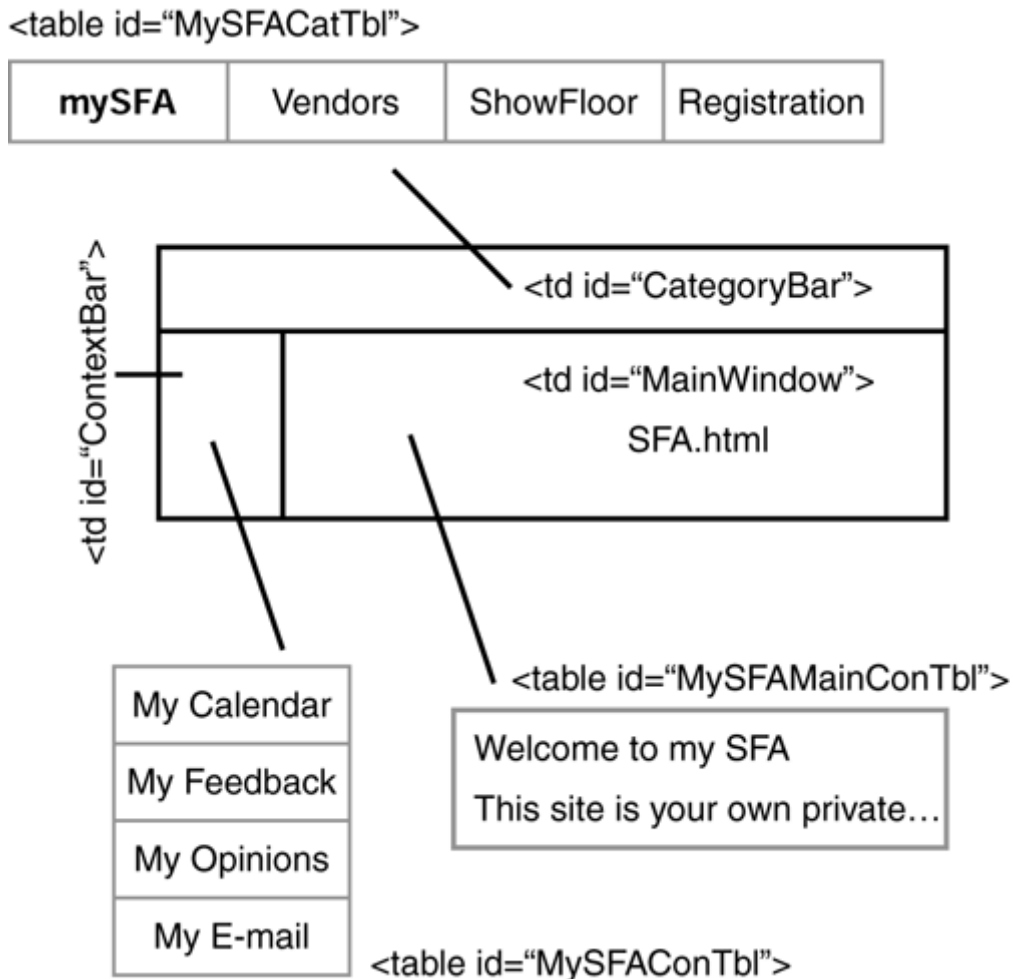 <table id=“MySFACatTbl”>
mySFA Vendors ShowFloor Registration
<td id=“CategoryBar”>
<td id=“ContextBar”>
<td id=“MainWindow”>
SFA.html
My Calendar
My Feedback
My Opinions
My E-mail
<table id=“MySFAConTbl”>
<table id=“MySFAMainConTbl”>
Welcome to my SFA
This site is your own private…